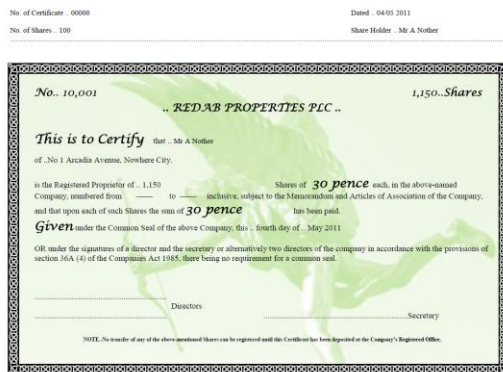 No. of Certificate .. 00000
Dated .. 04/05 2011
No. of Shares .. 100
Share Holder .. Mr A Nother
No.. 10,001
1,150..Shares
.. REDAB PROPERTIES PLC ..
This is to Certify that .. Mr A Nother
of ..No 1 Arcadia Avenue, Nowhere City.
is the Registered Proprietor of .. 1,150 Shares of 30 pence each, in the above-named
Company, numbered from —— to —— inclusive, subject to the Memorandum and Articles of Association of the Company,
and that upon each of such Shares the sum of 30 pence has been paid.
Given under the Common Seal of the above Company, this .. fourth day of .. May 2011
OR under the signatures of a director and the secretary or alternatively two directors of the company in accordance with the provisions of
section 36A (4) of the Companies Act 1985, there being no requirement for a common seal.
Directors
Secretary
NOTE..No transfer of any of the above-mentioned Shares can be registered until this Certificate has been deposited at the Company's Registered Office.